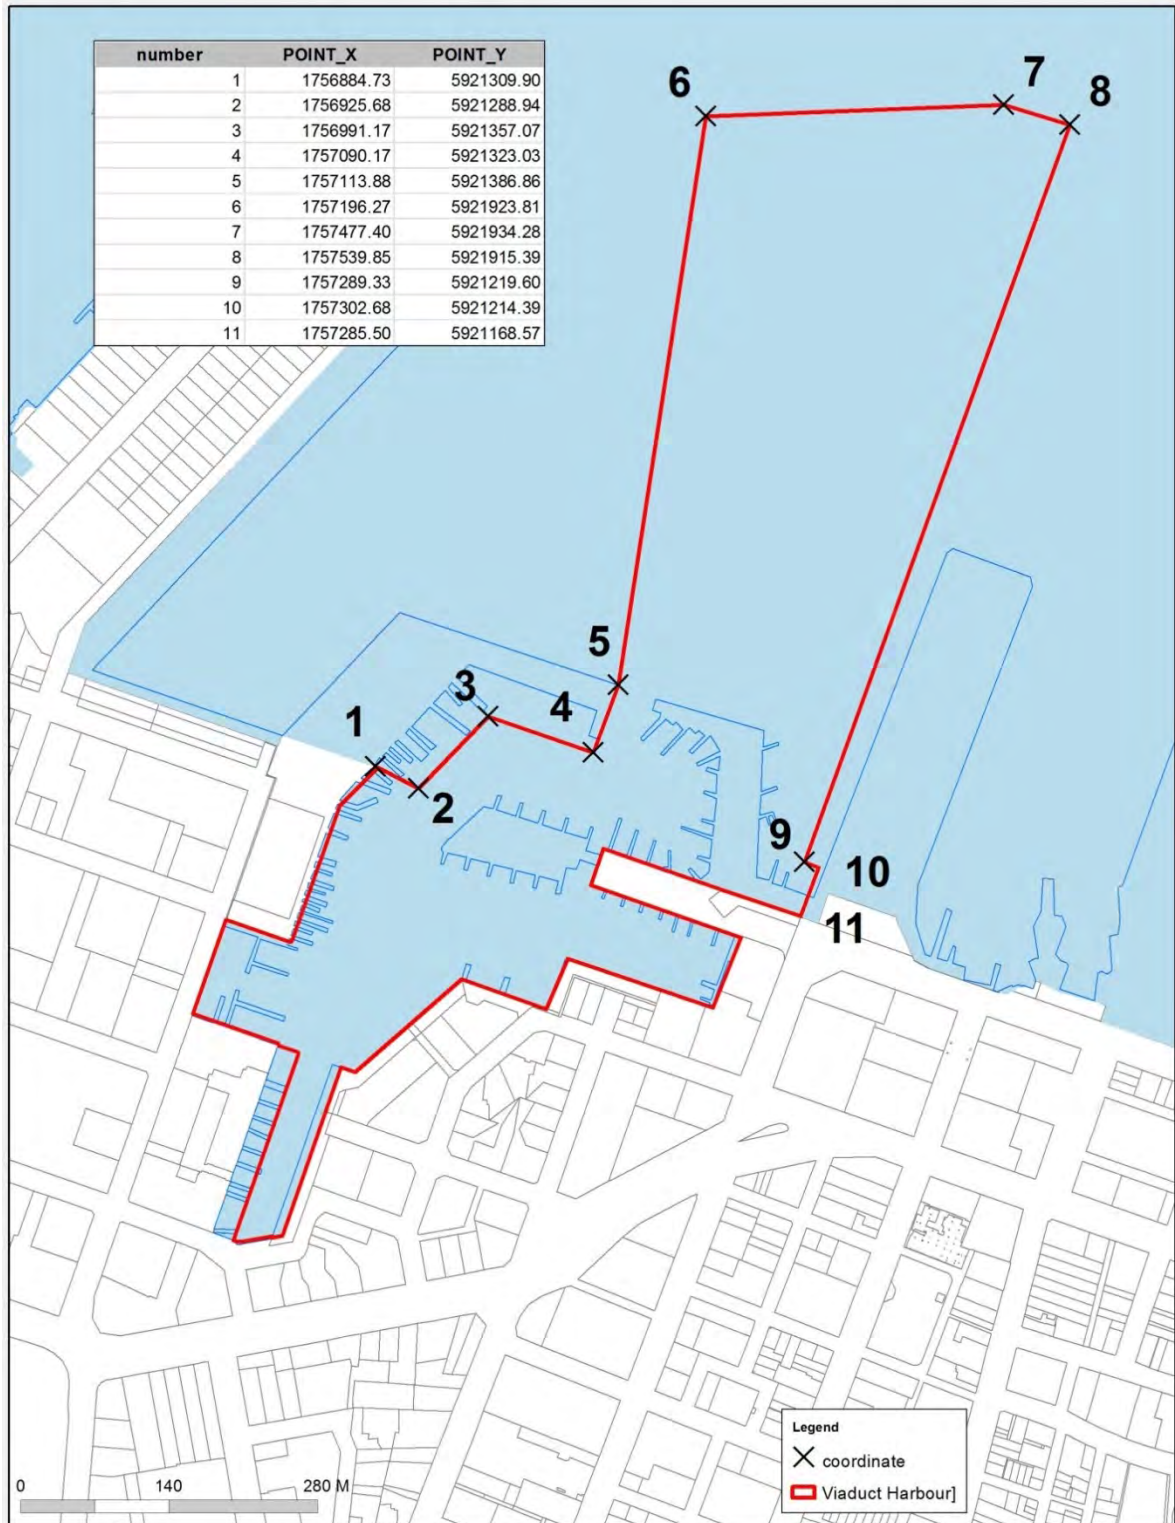 number POINT_X POINT_Y
1 1756884.73 5921309.90
2 1756925.68 5921288.94
3 1756991.17 5921357.07
4 1757090.17 5921323.03
5 1757113.88 5921386.86
6 1757196.27 5921923.81
7 1757477.40 5921934.28
8 1757539.85 5921915.39
9 1757289.33 5921219.60
10 1757302.68 5921214.39
11 1757285.50 5921168.57
6
7
8
5
3
4
1
2
9
10
11
Legend
coordinate
Viaduct Harbour]
0 140 280 M